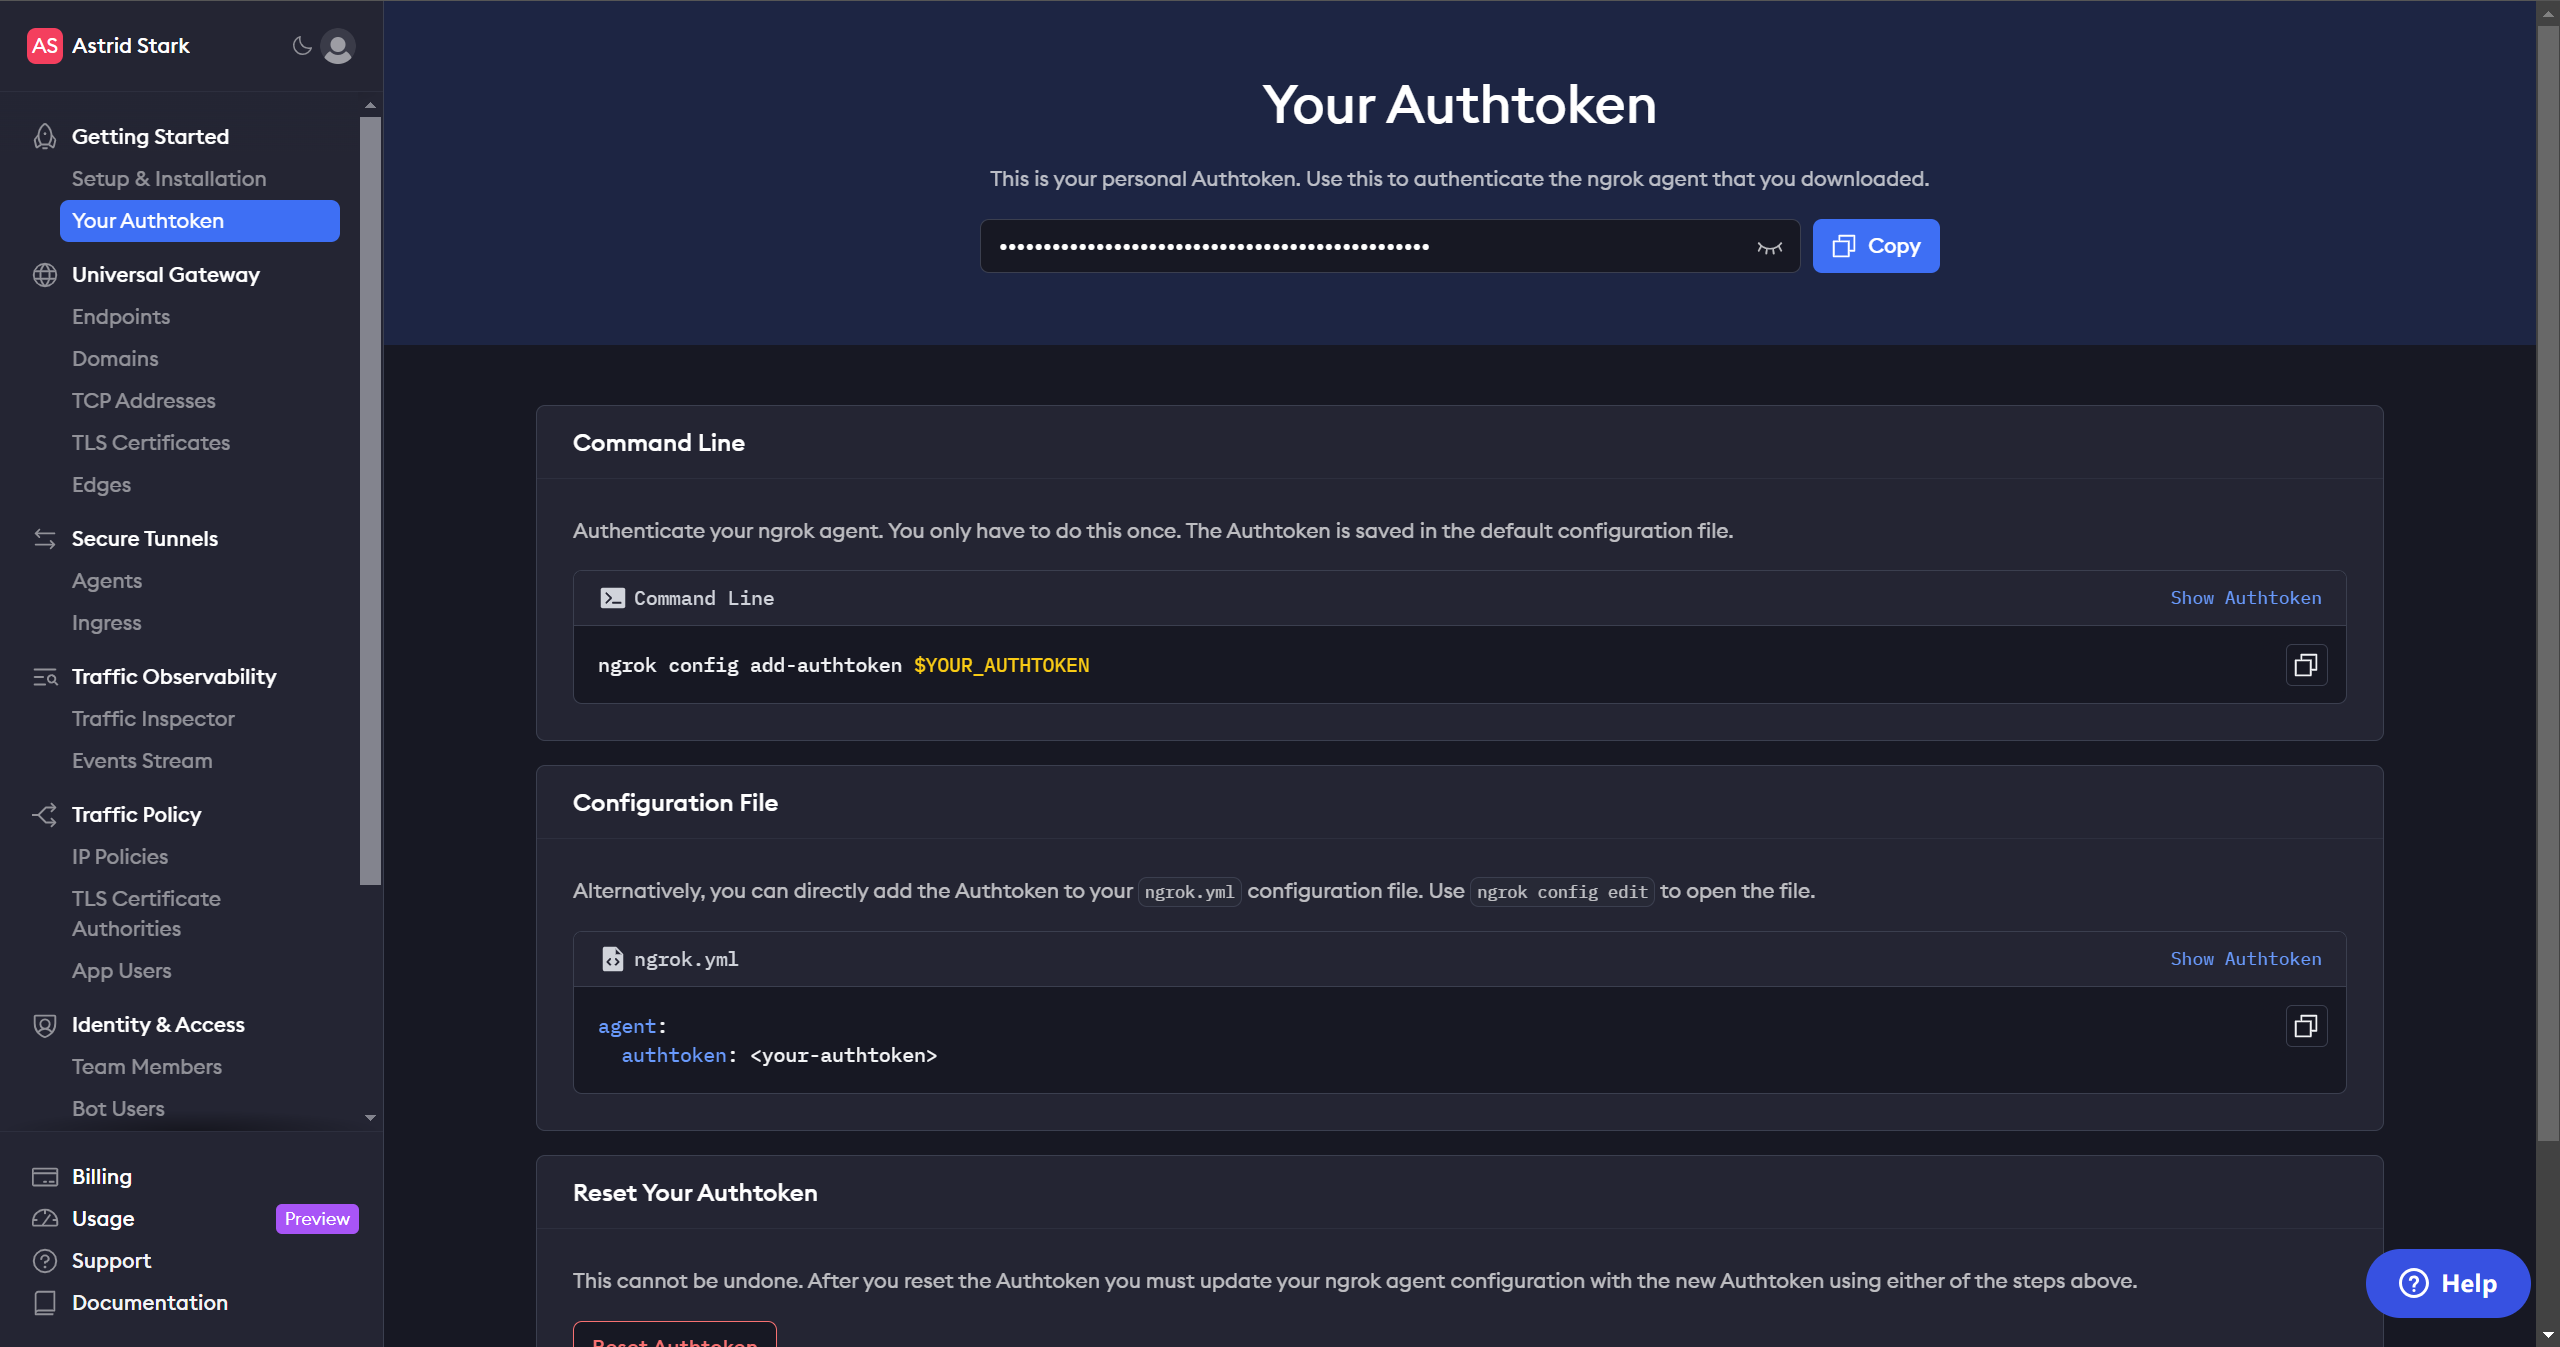 AS Astrid Stark
Getting Started
Setup & Installation
Your Authtoken
Universal Gateway
Endpoints
Domains
TCP Addresses
TLS Certificates
Edges
Secure Tunnels
Agents
Ingress
Traffic Observability
Traffic Inspector
Events Stream
Traffic Policy
IP Policies
TLS Certificate
Authorities
App Users
Identity & Access
Team Members
Bot Users
Billing
Usage Preview
Support
Documentation
Your Authtoken
This is your personal Authtoken. Use this to authenticate the ngrok agent that you downloaded.
Copy
Command Line
Authenticate your ngrok agent. You only have to do this once. The Authtoken is saved in the default configuration file.
Command Line Show Authtoken
ngrok config add-authtoken $YOUR_AUTHTOKEN
Configuration File
Alternatively, you can directly add the Authtoken to your ngrok.yml configuration file. Use ngrok config edit to open the file.
ngrok.yml Show Authtoken
agent:
authtoken: <your-authtoken>
Reset Your Authtoken
This cannot be undone. After you reset the Authtoken you must update your ngrok agent configuration with the new Authtoken using either of the steps above.
Reset Authtoken
Help